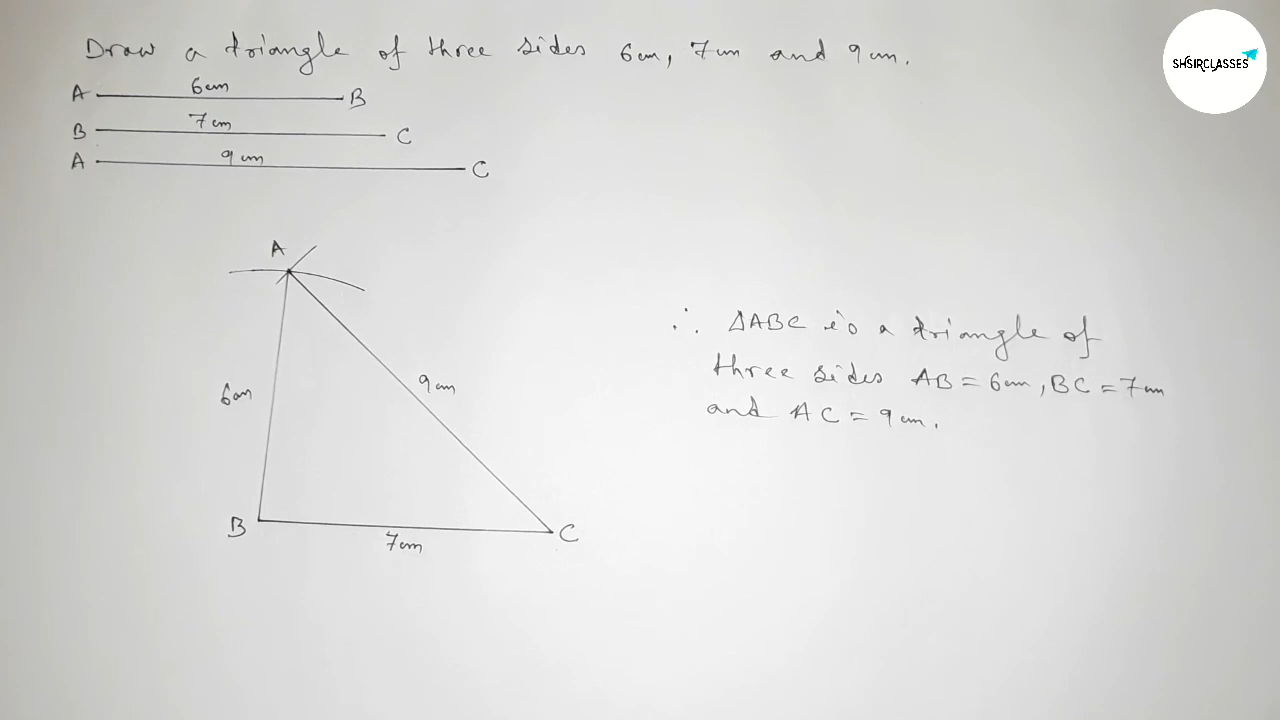 Draw a triangle of three sides 6cm, 7cm and 9cm.
SHSIRCLASSES
A 6cm B
B 7cm C
A 9cm C
A
6cm
9cm
B
C
7cm
∴ ΔABC is a triangle of
three sides AB = 6cm, BC = 7cm
and AC = 9cm.